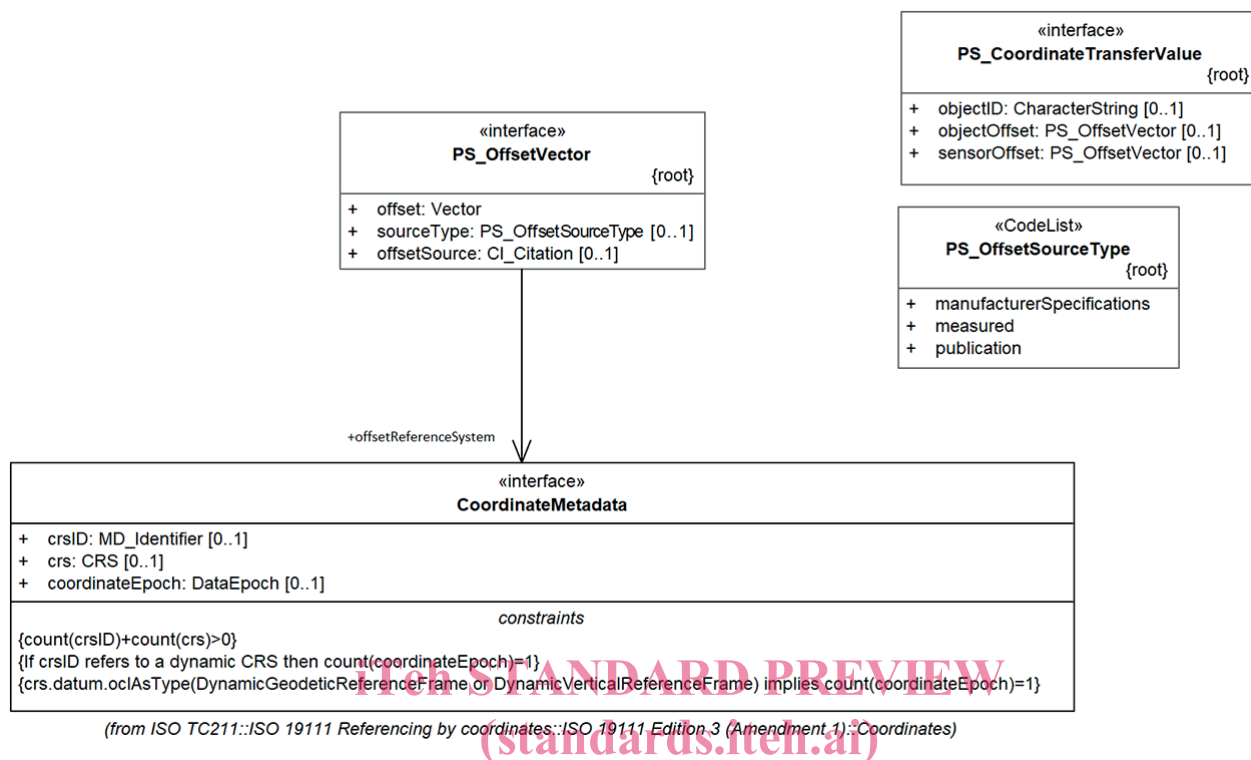 «interface»
PS_CoordinateTransferValue
{root}
+ objectID: CharacterString [0..1]
+ objectOffset: PS_OffsetVector [0..1]
+ sensorOffset: PS_OffsetVector [0..1]
«interface»
PS_OffsetVector
{root}
+ offset: Vector
+ sourceType: PS_OffsetSourceType [0..1]
+ offsetSource: CI_Citation [0..1]
«CodeList»
PS_OffsetSourceType
{root}
+ manufacturerSpecifications
+ measured
+ publication
+offsetReferenceSystem
«interface»
CoordinateMetadata
+ crsID: MD_Identifier [0..1]
+ crs: CRS [0..1]
+ coordinateEpoch: DataEpoch [0..1]
constraints
{count(crsID)+count(crs)>0}
{If crsID refers to a dynamic CRS then count(coordinateEpoch)=1}
{crs.datum.oclAsType(DynamicGeodeticReferenceFrame or DynamicVerticalReferenceFrame) implies count(coordinateEpoch)=1}
iTeh STANDARD PREVIEW
(from ISO TC211::ISO 19111 Referencing by coordinates::ISO 19111 Edition 3 (Amendment 1)::Coordinates)
(standards.iteh.ai)